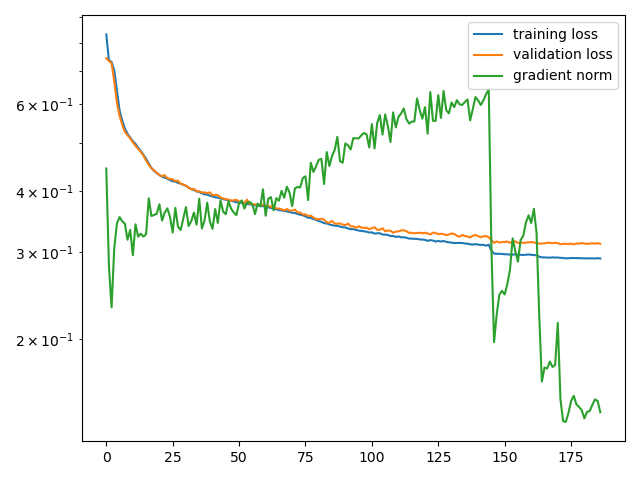 training loss
validation loss
gradient norm
6 × 10⁻¹
4 × 10⁻¹
3 × 10⁻¹
2 × 10⁻¹
0 25 50 75 100 125 150 175